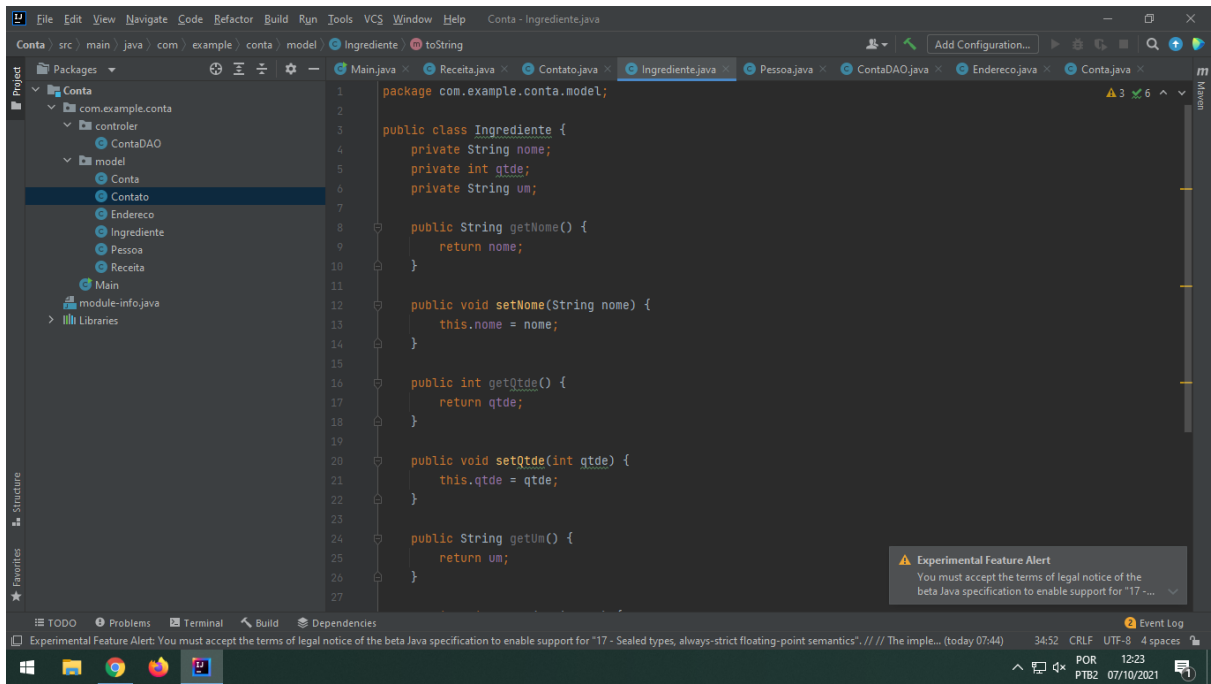 File Edit View Navigate Code Refactor Build Run Tools VCS Window Help Conta - Ingrediente.java
Conta src main java com example conta model Ingrediente toString Add Configuration...
Project
Packages
Main.java Receita.java Contato.java Ingrediente.java Pessoa.java ContaDAO.java Endereco.java Conta.java
Maven
Conta
com.example.conta
controler
ContaDAO
model
Conta
Contato
Endereco
Ingrediente
Pessoa
Receita
Main
module-info.java
Libraries
3 6
1 package com.example.conta.model;
2
3 public class Ingrediente {
4 private String nome;
5 private int qtde;
6 private String um;
7
8 public String getNome() {
9 return nome;
10 }
11
12 public void setNome(String nome) {
13 this.nome = nome;
14 }
15
16 public int getQtde() {
17 return qtde;
18 }
19
20 public void setQtde(int qtde) {
21 this.qtde = qtde;
22 }
23
24 public String getUm() {
25 return um;
26 }
27
Structure
Favorites
Experimental Feature Alert
You must accept the terms of legal notice of the
beta Java specification to enable support for "17 -...
TODO Problems Terminal Build Dependencies 2 Event Log
Experimental Feature Alert: You must accept the terms of legal notice of the beta Java specification to enable support for "17 - Sealed types, always-strict floating-point semantics". // // The imple... (today 07:44) 34:52 CRLF UTF-8 4 spaces
POR 12:23
PTB2 07/10/2021
1